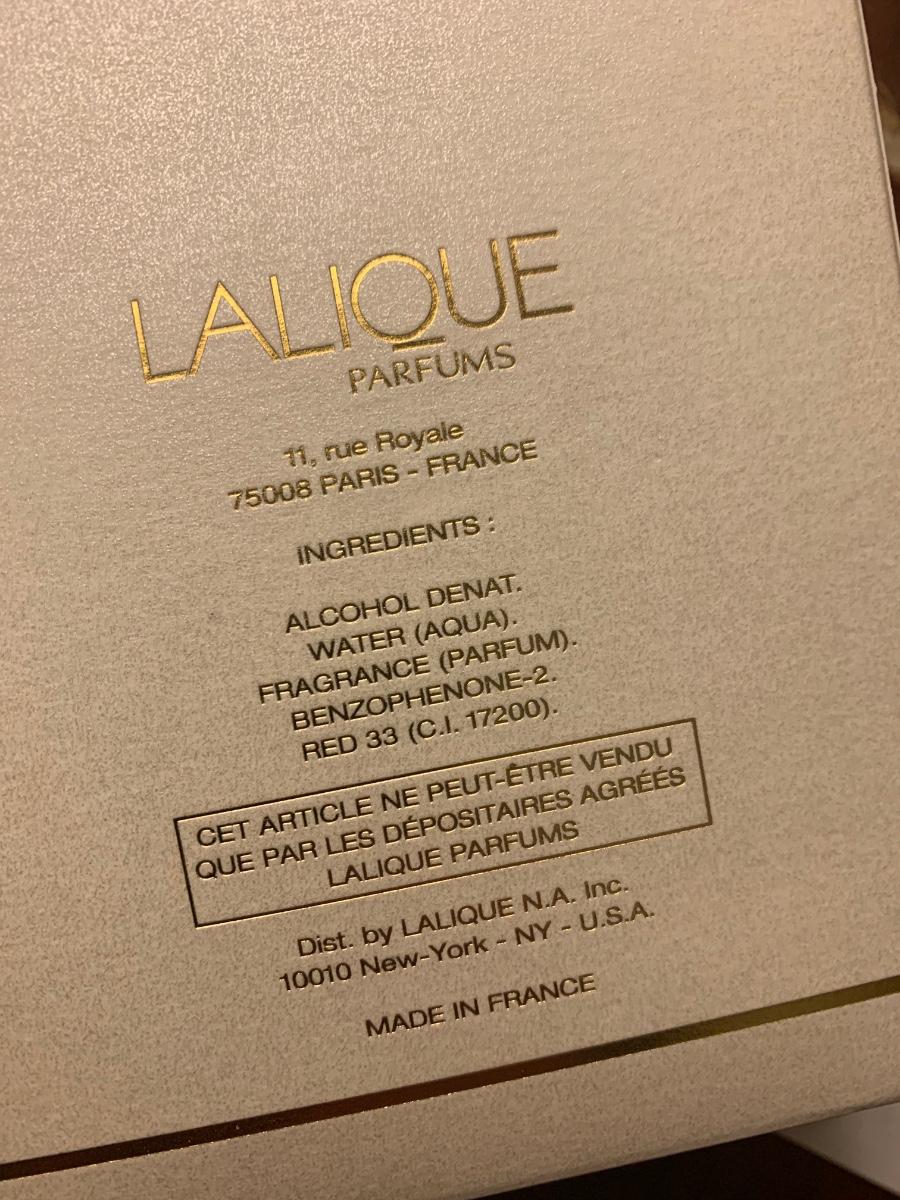 LALIQUE
PARFUMS
11, rue Royale
75008 PARIS - FRANCE
INGREDIENTS :
ALCOHOL DENAT.
WATER (AQUA).
FRAGRANCE (PARFUM).
BENZOPHENONE-2.
RED 33 (C.I. 17200).
CET ARTICLE NE PEUT-ÊTRE VENDU
QUE PAR LES DÉPOSITAIRES AGRÉÉS
LALIQUE PARFUMS
Dist. by LALIQUE N.A. Inc.
10010 New-York - NY - U.S.A.
MADE IN FRANCE